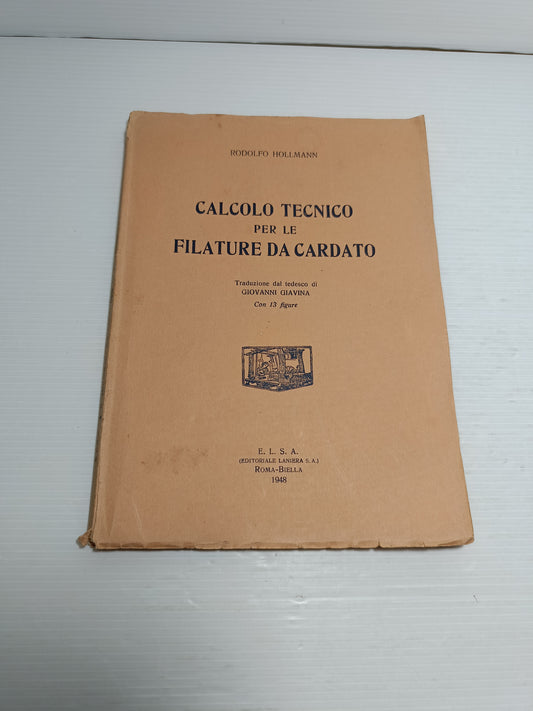 RODOLFO HOLLMANN
CALCOLO TECNICO
PER LE
FILATURE DA CARDATO
Traduzione dal tedesco di
GIOVANNI GIAVINA
Con 13 figure
E. L. S. A.
(EDITORIALE LANIERA S. A.)
ROMA-BIELLA
1948